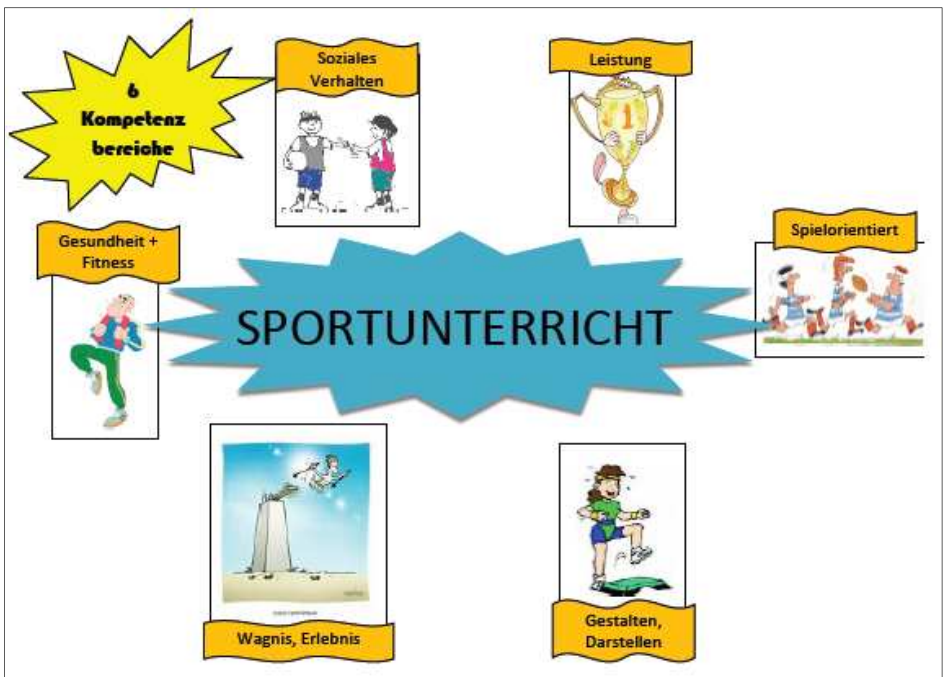 6
Kompetenz
bereiche
Soziales
Verhalten
Leistung
Gesundheit +
Fitness
Spielorientiert
SPORTUNTERRICHT
Wagnis, Erlebnis
Gestalten,
Darstellen